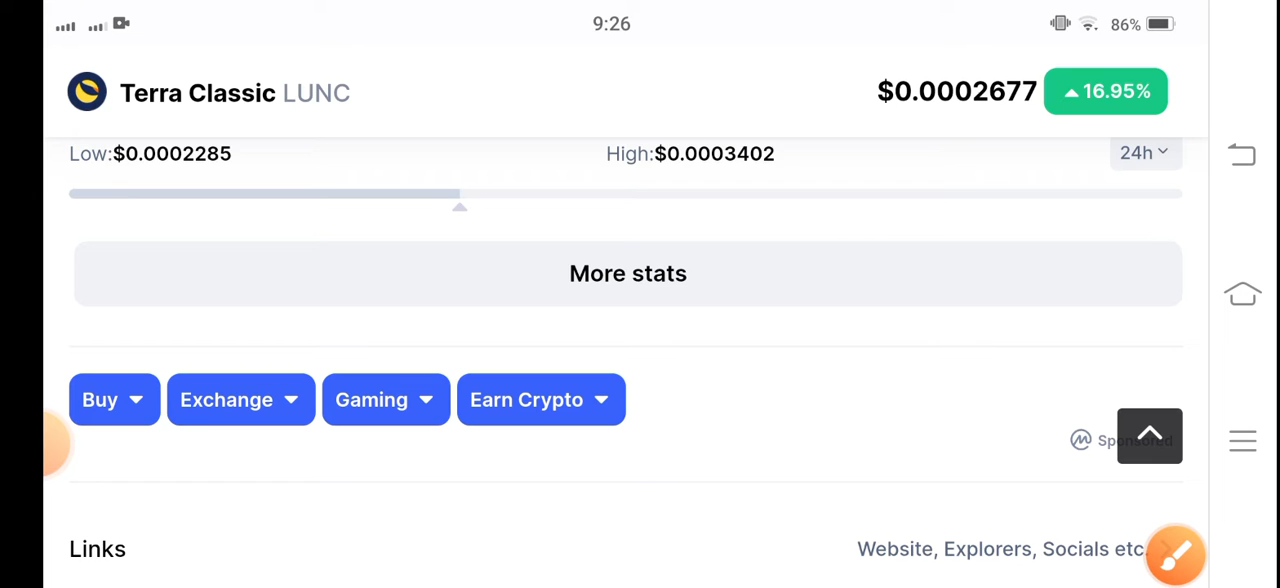 9:26
86%
Terra Classic LUNC
$0.0002677
16.95%
Low:$0.0002285
High:$0.0003402
24h
More stats
Buy
Exchange
Gaming
Earn Crypto
Sponsored
Links
Website, Explorers, Socials etc.